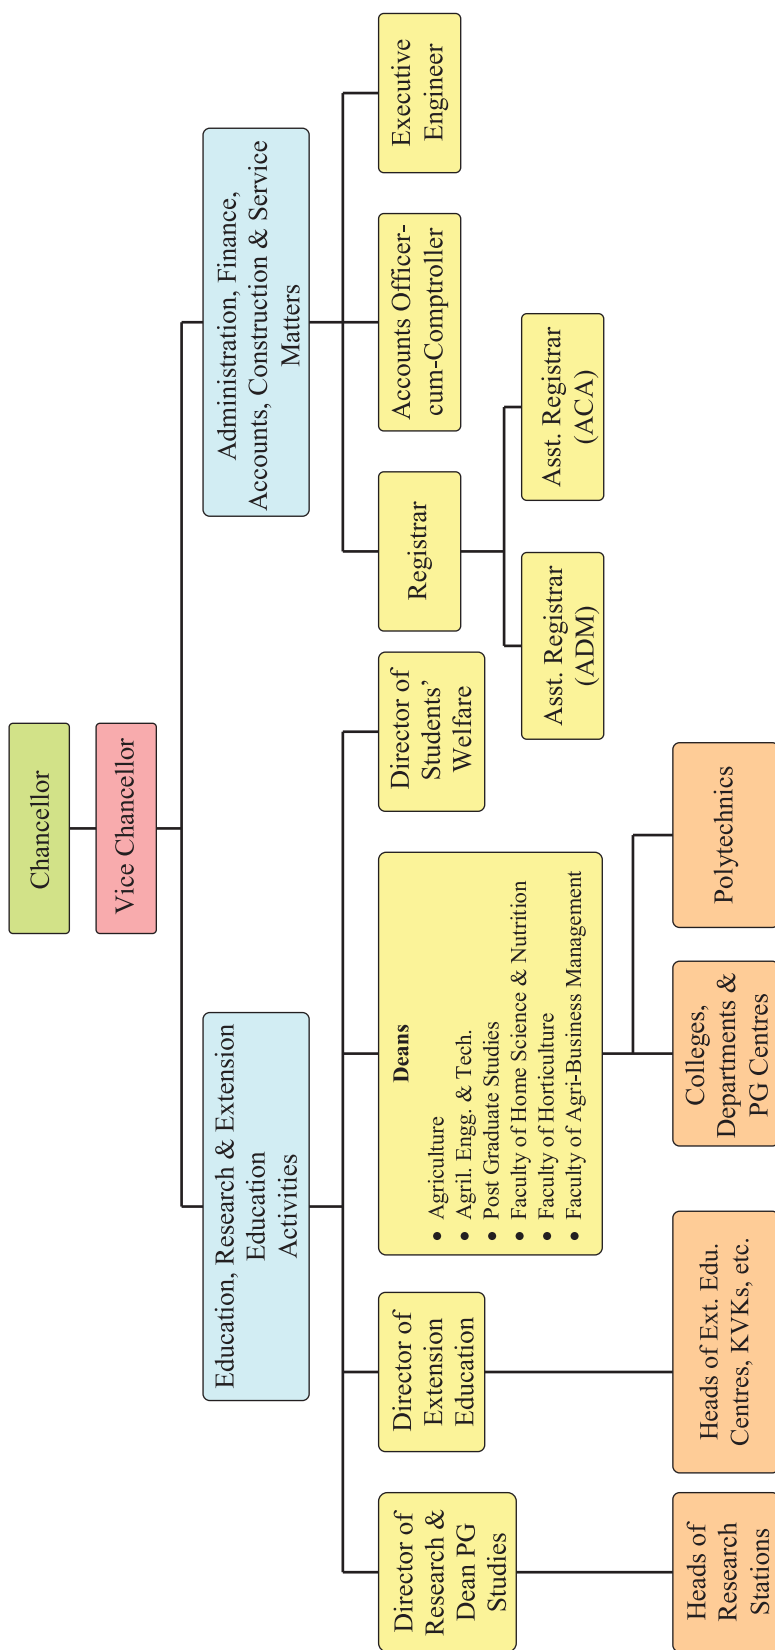 Chancellor
Vice Chancellor
Education, Research & Extension
Education
Activities
Administration, Finance,
Accounts, Construction & Service
Matters
Director of
Research &
Dean PG
Studies
Director of
Extension
Education
Deans
• Agriculture
• Agril. Engg. & Tech.
• Post Graduate Studies
• Faculty of Home Science & Nutrition
• Faculty of Horticulture
• Faculty of Agri-Business Management
Director of
Students’
Welfare
Registrar
Accounts Officer-
cum-Comptroller
Executive
Engineer
Asst. Registrar
(ADM)
Asst. Registrar
(ACA)
Heads of
Research
Stations
Heads of Ext. Edu.
Centres, KVKs, etc.
Colleges,
Departments &
PG Centres
Polytechnics